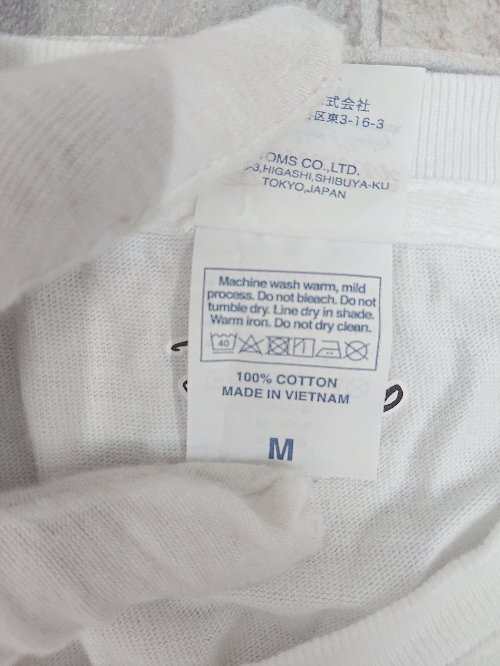 式会社
区東3-16-3
TOMS CO.,LTD.
-3,HIGASHI,SHIBUYA-KU
TOKYO,JAPAN
Machine wash warm, mild
process. Do not bleach. Do not
tumble dry. Line dry in shade.
Warm iron. Do not dry clean.
40
100% COTTON
MADE IN VIETNAM
M